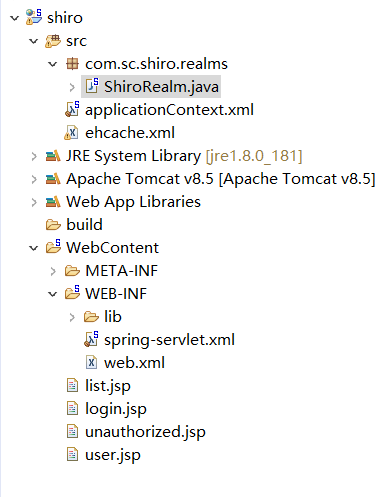 shiro
src
com.sc.shiro.realms
ShiroRealm.java
applicationContext.xml
ehcache.xml
JRE System Library [jre1.8.0_181]
Apache Tomcat v8.5 [Apache Tomcat v8.5]
Web App Libraries
build
WebContent
META-INF
WEB-INF
lib
spring-servlet.xml
web.xml
list.jsp
login.jsp
unauthorized.jsp
user.jsp